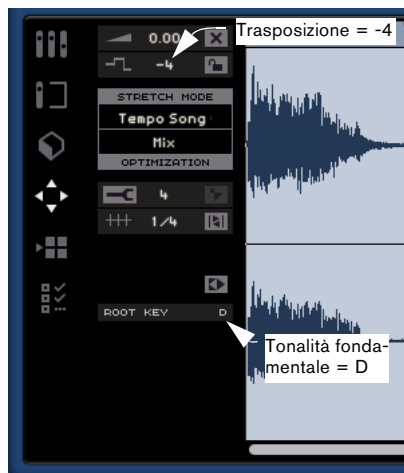 0.00
Trasposizione = -4
-4
STRETCH MODE
Tempo Song
Mix
OPTIMIZATION
4
1/4
ROOT KEY D
Tonalità fonda-
mentale = D